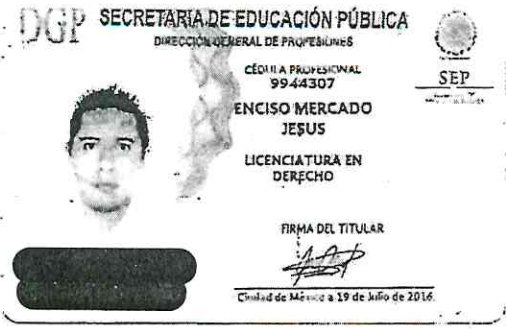 DGP
SECRETARÍA DE EDUCACIÓN PÚBLICA
DIRECCIÓN GENERAL DE PROFESIONES
CÉDULA PROFESIONAL
9944307
SEP
ENCISO MERCADO
JESUS
LICENCIATURA EN
DERECHO
FIRMA DEL TITULAR
Ciudad de México a 19 de Julio de 2016